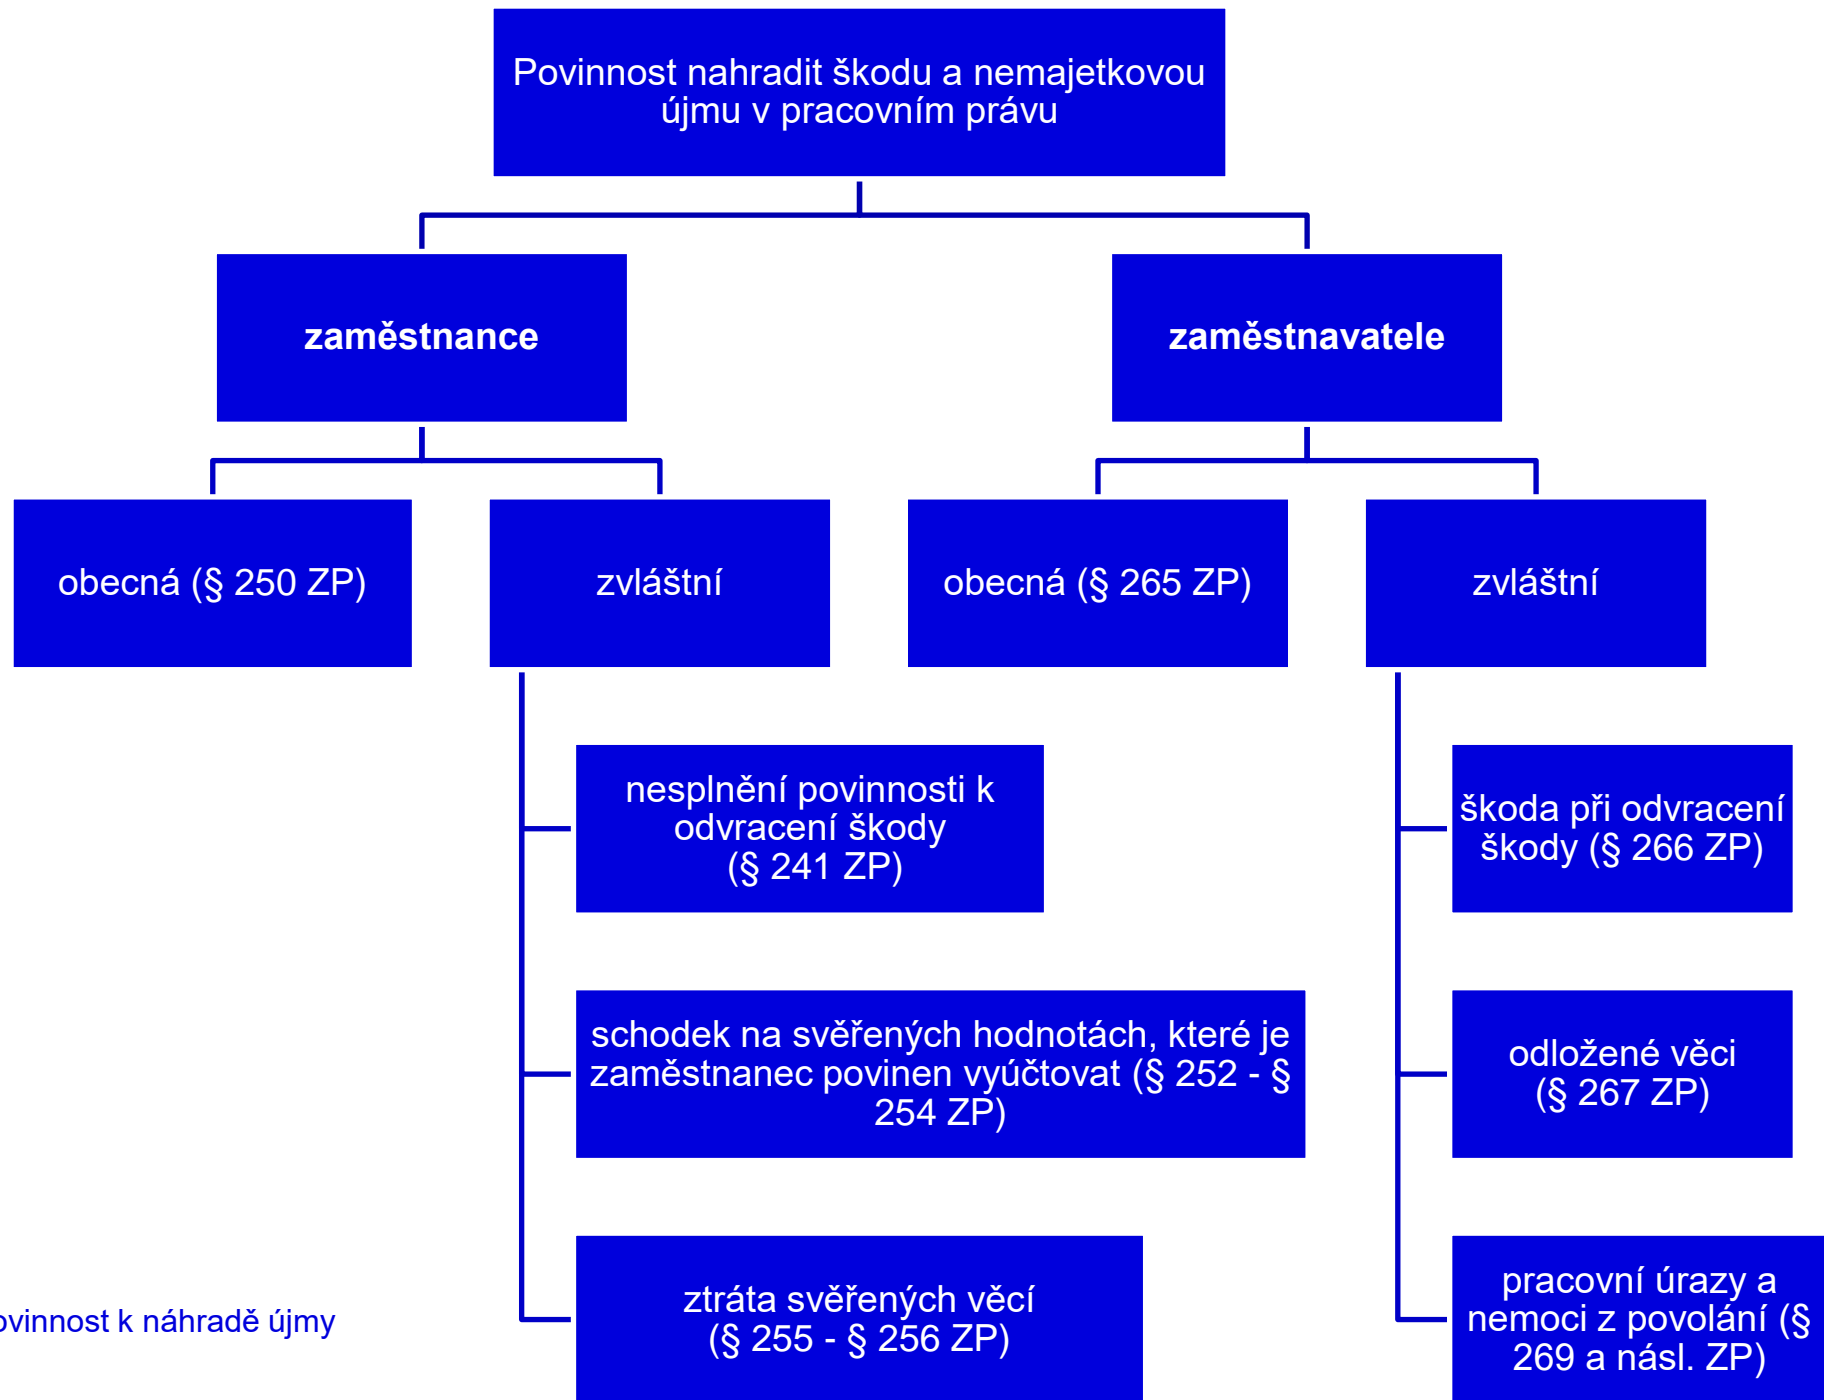 Povinnost nahradit škodu a nemajetkovou
újmu v pracovním právu
zaměstnance
zaměstnavatele
obecná (§ 250 ZP)
zvláštní
obecná (§ 265 ZP)
zvláštní
nesplnění povinnosti k
odvracení škody
(§ 241 ZP)
škoda při odvracení
škody (§ 266 ZP)
schodek na svěřených hodnotách, které je
zaměstnanec povinen vyúčtovat (§ 252 - §
254 ZP)
odložené věci
(§ 267 ZP)
ztráta svěřených věcí
(§ 255 - § 256 ZP)
pracovní úrazy a
nemoci z povolání (§
269 a násl. ZP)
ovinnost k náhradě újmy